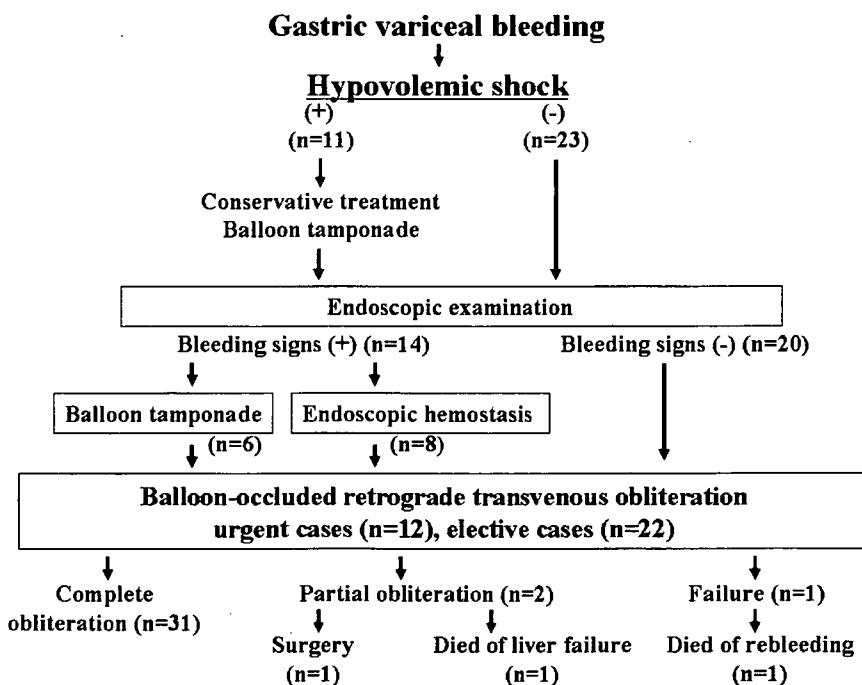 Gastric variceal bleeding
Hypovolemic shock
(+) (-)
(n=11) (n=23)
Conservative treatment
Balloon tamponade
Endoscopic examination
Bleeding signs (+) (n=14) Bleeding signs (-) (n=20)
Balloon tamponade Endoscopic hemostasis
(n=6) (n=8)
Balloon-occluded retrograde transvenous obliteration
urgent cases (n=12), elective cases (n=22)
Complete Partial obliteration (n=2) Failure (n=1)
obliteration (n=31)
Surgery Died of liver failure Died of rebleeding
(n=1) (n=1) (n=1)